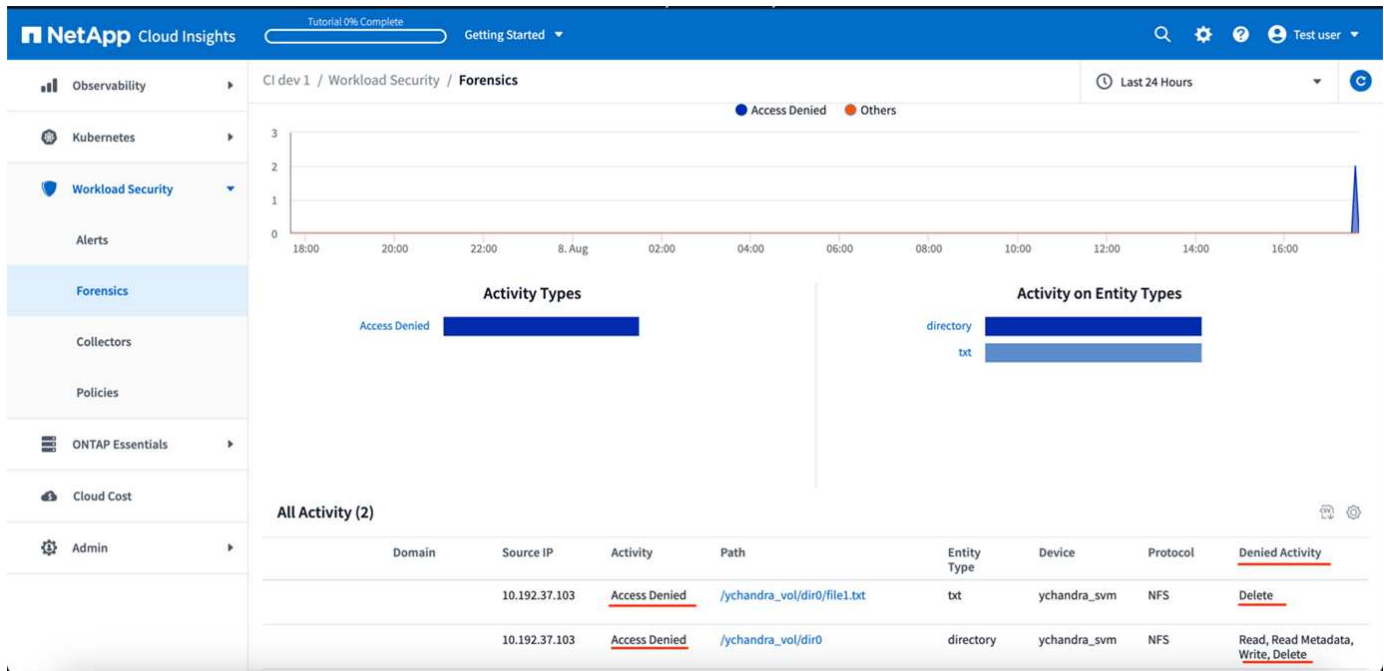 NetApp Cloud Insights
Tutorial 0% Complete
Getting Started
Test user
Observability
Kubernetes
Workload Security
Alerts
Forensics
Collectors
Policies
ONTAP Essentials
Cloud Cost
Admin
CI dev 1 / Workload Security / Forensics
Last 24 Hours
Access Denied Others
3
2
1
0
18:00 20:00 22:00 8. Aug 02:00 04:00 06:00 08:00 10:00 12:00 14:00 16:00
Activity Types
Access Denied
Activity on Entity Types
directory
txt
All Activity (2)
Domain Source IP Activity Path Entity Type Device Protocol Denied Activity
10.192.37.103 Access Denied /ychandra_vol/dir0/file1.txt txt ychandra_svm NFS Delete
10.192.37.103 Access Denied /ychandra_vol/dir0 directory ychandra_svm NFS Read, Read Metadata,
Write, Delete